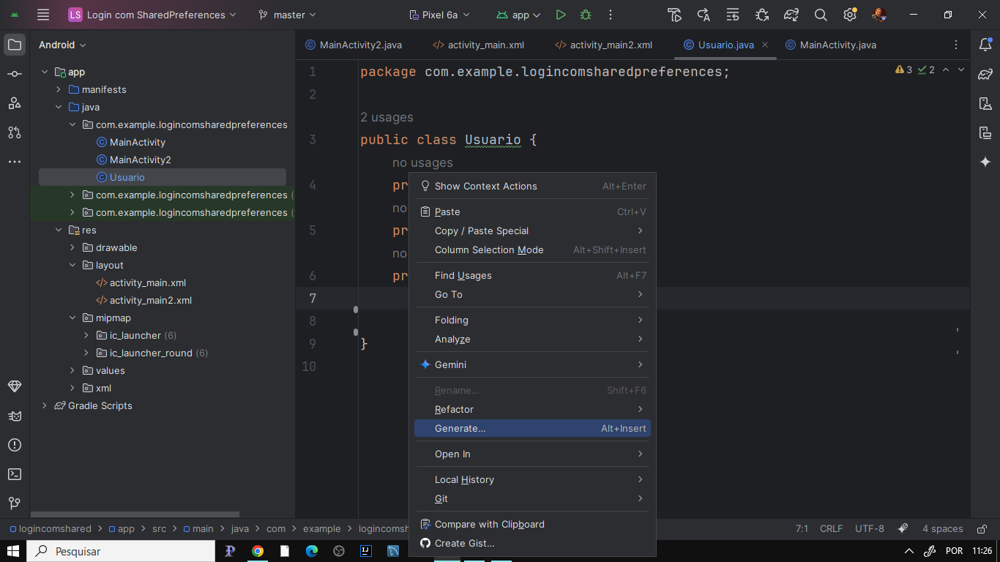 LS Login com SharedPreferences
master
Pixel 6a
app
Android
app
manifests
java
com.example.logincomsharedpreferences
MainActivity
MainActivity2
Usuario
com.example.logincomsharedpreferences (
com.example.logincomsharedpreferences (
res
drawable
layout
activity_main.xml
activity_main2.xml
mipmap
ic_launcher (6)
ic_launcher_round (6)
values
xml
Gradle Scripts
MainActivity2.java
activity_main.xml
activity_main2.xml
Usuario.java
MainActivity.java
1 package com.example.logincomsharedpreferences;
3 2
2
2 usages
3 public class Usuario {
no usages
4 pr
no
5 pr
no
6 pr
7
8
9 }
10
Show Context Actions Alt+Enter
Paste Ctrl+V
Copy / Paste Special
Column Selection Mode Alt+Shift+Insert
Find Usages Alt+F7
Go To
Folding
Analyze
Gemini
Rename... Shift+F6
Refactor
Generate... Alt+Insert
Open In
Local History
Git
Compare with Clipboard
Create Gist...
logincomshared > app > src > main > java > com > example > logincomsh
7:1 CRLF UTF-8 4 spaces
Pesquisar
POR 11:26